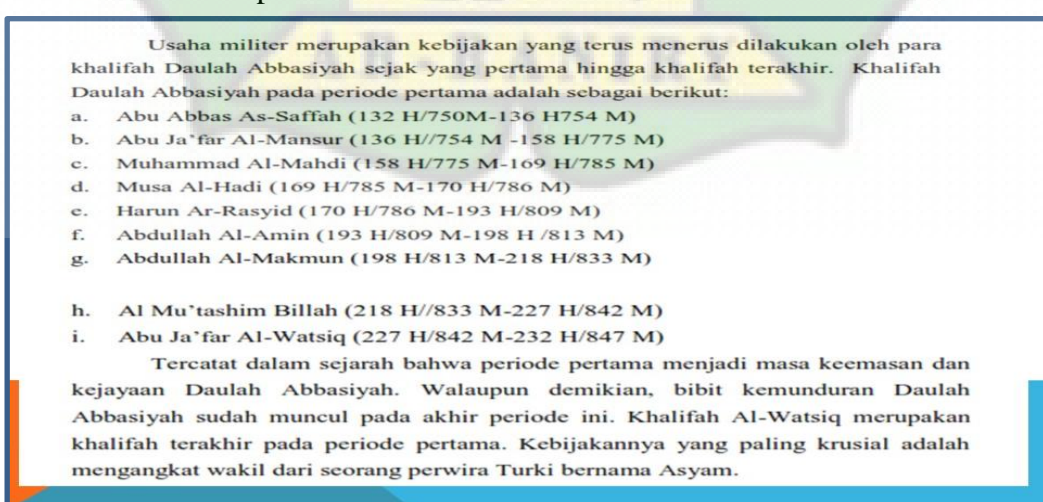 Usaha militer merupakan kebijakan yang terus menerus dilakukan oleh para
khalifah Daulah Abbasiyah sejak yang pertama hingga khalifah terakhir. Khalifah
Daulah Abbasiyah pada periode pertama adalah sebagai berikut:
a. Abu Abbas As-Saffah (132 H/750M-136 H754 M)
b. Abu Ja'far Al-Mansur (136 H//754 M -158 H/775 M)
c. Muhammad Al-Mahdi (158 H/775 M-169 H/785 M)
d. Musa Al-Hadi (169 H/785 M-170 H/786 M)
e. Harun Ar-Rasyid (170 H/786 M-193 H/809 M)
f. Abdullah Al-Amin (193 H/809 M-198 H /813 M)
g. Abdullah Al-Makmun (198 H/813 M-218 H/833 M)
h. Al Mu'tashim Billah (218 H//833 M-227 H/842 M)
i. Abu Ja'far Al-Watsiq (227 H/842 M-232 H/847 M)
Tercatat dalam sejarah bahwa periode pertama menjadi masa keemasan dan
kejayaan Daulah Abbasiyah. Walaupun demikian, bibit kemunduran Daulah
Abbasiyah sudah muncul pada akhir periode ini. Khalifah Al-Watsiq merupakan
khalifah terakhir pada periode pertama. Kebijakannya yang paling krusial adalah
mengangkat wakil dari seorang perwira Turki bernama Asyam.